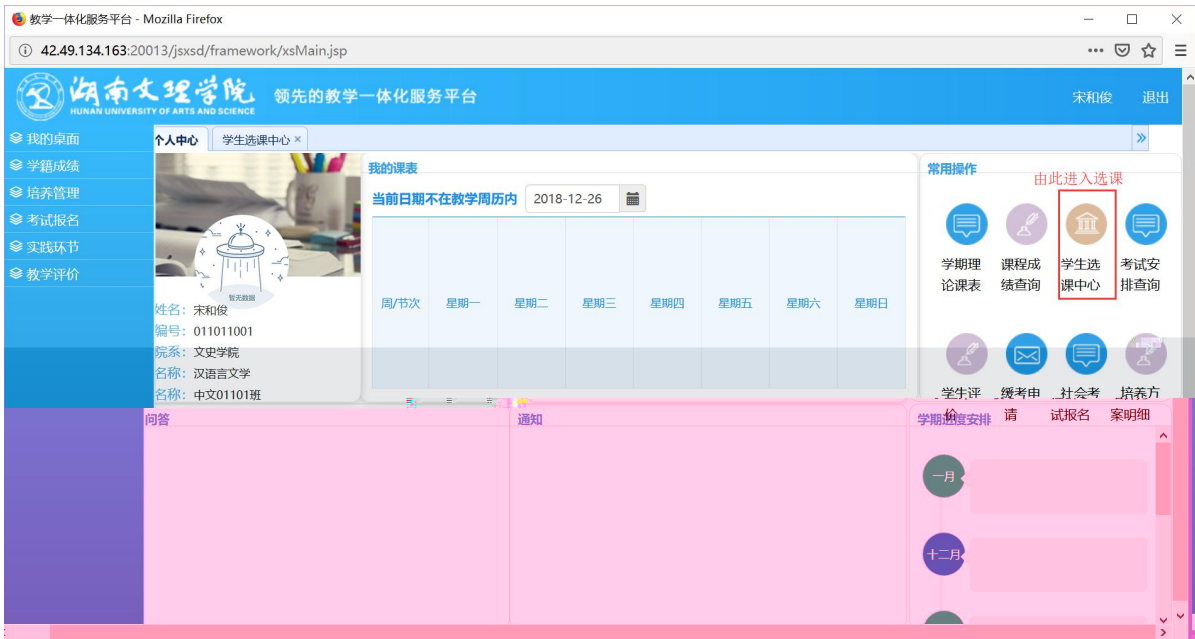 教学一体化服务平台 - Mozilla Firefox
42.49.134.163:20013/jsxsd/framework/xsMain.jsp
湖南文理学院
HUNAN UNIVERSITY OF ARTS AND SCIENCE
领先的教学一体化服务平台
宋和俊 退出
我的桌面
学籍成绩
培养管理
考试报名
实践环节
教学评价
个人中心 学生选课中心 ×
暂无数据
姓名：宋和俊
编号：011011001
院系：文史学院
名称：汉语言文学
名称：中文01101班
我的课表
当前日期不在教学周历内 2018-12-26
周/节次 星期一 星期二 星期三 星期四 星期五 星期六 星期日
常用操作
由此进入选课
学期理论课表
课程成绩查询
学生选课中心
考试安排查询
学生评价
缓考申请
社会考试报名
培养方案明细
问答
通知
学期进度安排
一月
十二月